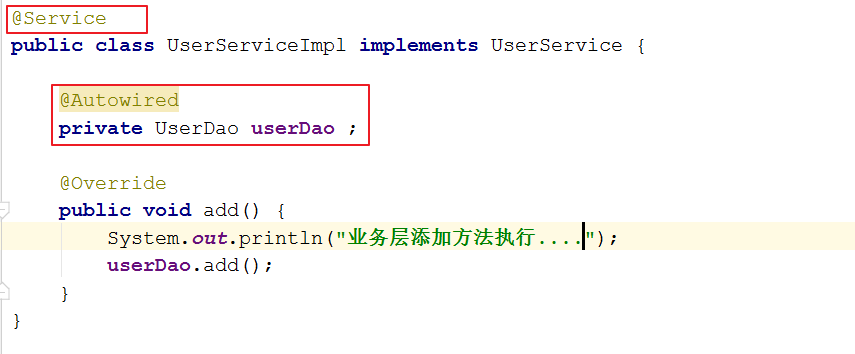 @Service
public class UserServiceImpl implements UserService {
@Autowired
private UserDao userDao ;
@Override
public void add() {
System.out.println("业务层添加方法执行....");
userDao.add();
}
}